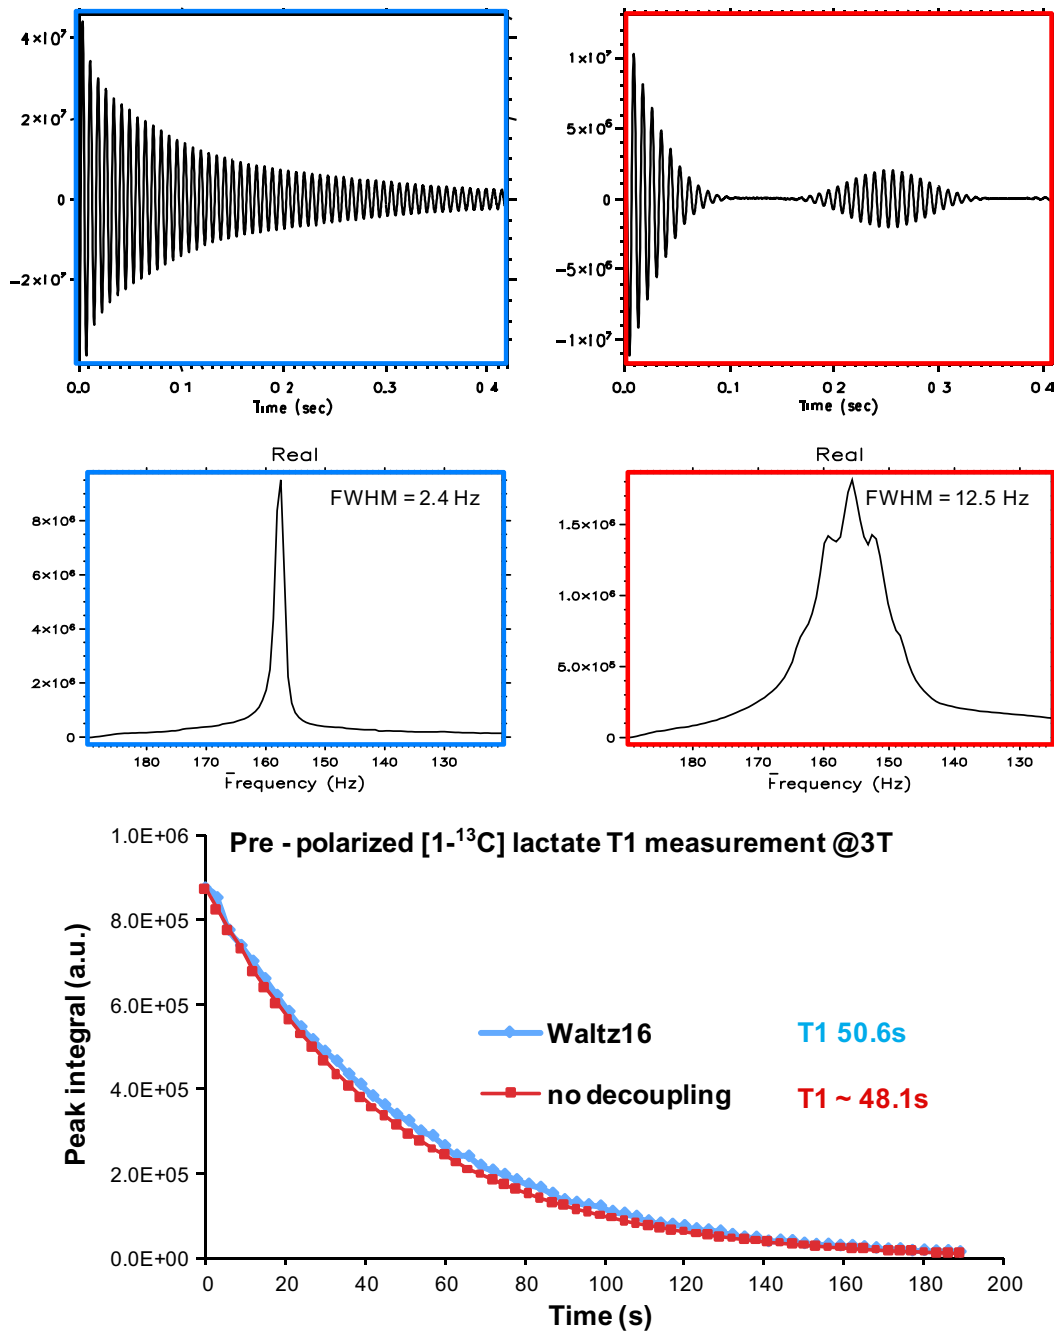 4×10⁷
2×10⁷
0
−2×10⁷
0.0 0.1 0.2 0.3 0.4
Time (sec)
1×10⁷
5×10⁶
0
−5×10⁶
−1×10⁷
0.0 0.1 0.2 0.3 0.4
Time (sec)
Real
FWHM = 2.4 Hz
8×10⁶
6×10⁶
4×10⁶
2×10⁶
0
180 170 160 150 140 130
Frequency (Hz)
Real
FWHM = 12.5 Hz
1.5×10⁶
1.0×10⁶
5.0×10⁵
0
180 170 160 150 140 130
Frequency (Hz)
Pre - polarized [1-¹³C] lactate T1 measurement @3T
1.0E+06
8.0E+05
6.0E+05
4.0E+05
2.0E+05
0.0E+00
Peak integral (a.u.)
Waltz16 T1 50.6s
no decoupling T1 ~ 48.1s
0 20 40 60 80 100 120 140 160 180 200
Time (s)